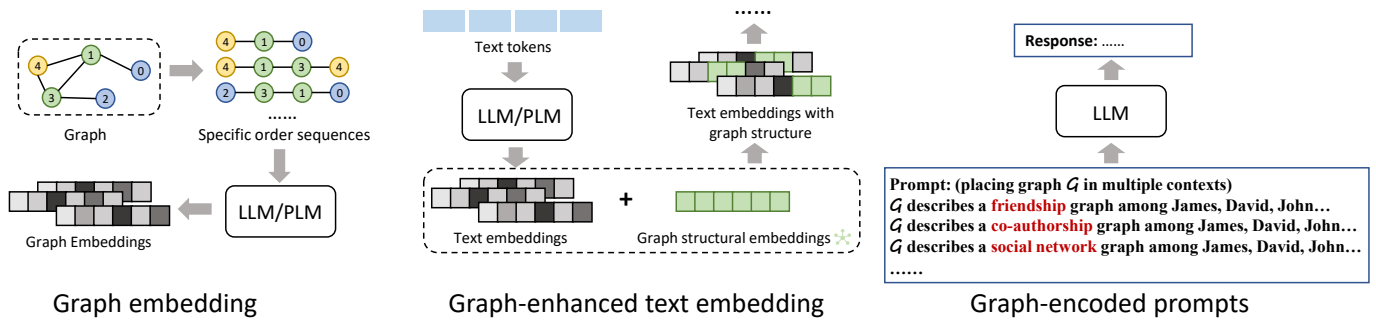 4
1
0
3
2
Graph
4 1 0
4 1 3 4
2 3 1 0
......
Specific order sequences
LLM/PLM
Graph Embeddings
Graph embedding
Text tokens
LLM/PLM
Text embeddings
+
Graph structural embeddings
Text embeddings with
graph structure
......
Graph-enhanced text embedding
Response: ......
LLM
Prompt: (placing graph G in multiple contexts)
G describes a friendship graph among James, David, John…
G describes a co-authorship graph among James, David, John…
G describes a social network graph among James, David, John…
......
Graph-encoded prompts